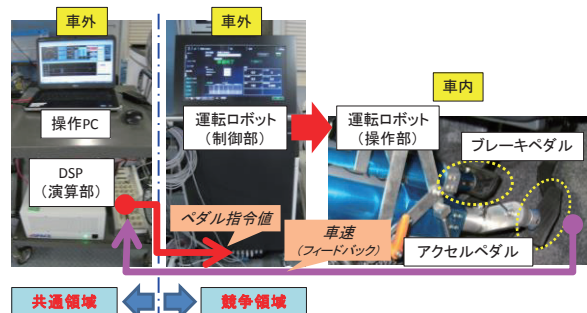 車外
車外
車内
操作PC
運転ロボット
（制御部）
運転ロボット
（操作部）
ブレーキペダル
DSP
（演算部）
ペダル指令値
車速
（フィードバック）
アクセルペダル
共通領域
競争領域